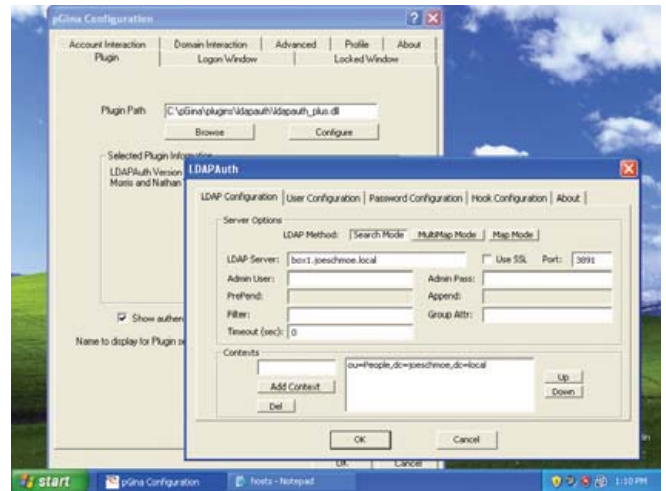 pGina Configuration
Account Interaction Domain Interaction Advanced Profile About
Plugin Logon Window Locked Window
Plugin Path C:\pGina\plugins\ldapauth\ldapauth_plus.dll
Browse Configure
Selected Plugin Information
LDAPAuth Version
Morris and Nathan
Show authen
Name to display for Plugin se
LDAPAuth
LDAP Configuration User Configuration Password Configuration Hook Configuration About
Server Options
LDAP Method: Search Mode MultiMap Mode Map Mode
LDAP Server: box1.joeschmoe.local Use SSL Port: 3891
Admin User: Admin Pass:
PrePend: Append:
Filter: Group Attr:
Timeout (sec): 0
Contexts
ou=People,dc=joeschmoe,dc=local
Add Context
Del
Up
Down
OK Cancel
OK Cancel
start pGina Configuration hosts - Notepad 1:10 PM